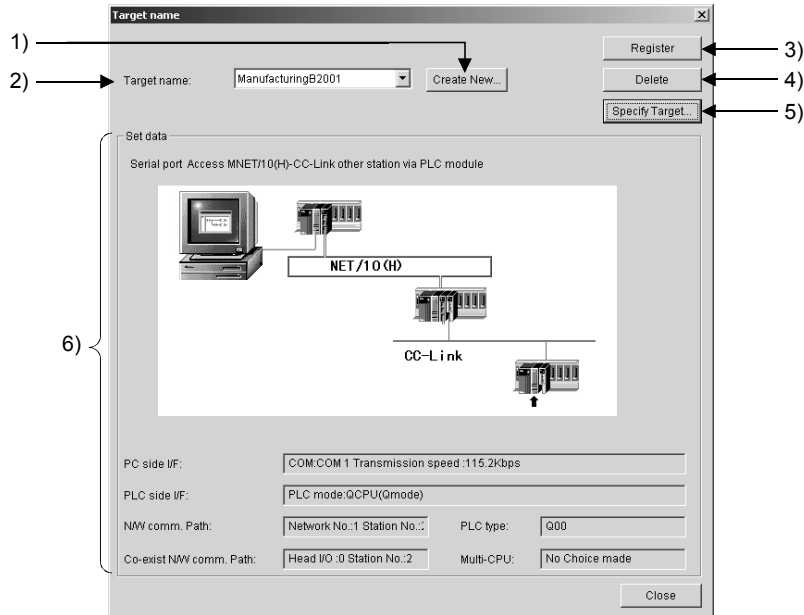 Target name
1)
Register
3)
2)
Target name:
ManufacturingB2001
Create New...
Delete
4)
Specify Target...
5)
Set data
Serial port Access MNET/10(H)-CC-Link other station via PLC module
NET/10(H)
6)
CC-Link
PC side I/F:
COM:COM 1 Transmission speed :115.2Kbps
PLC side I/F:
PLC mode:QCPU(Qmode)
N/W comm. Path:
Network No.:1 Station No.:
PLC type:
Q00
Co-exist N/W comm. Path:
Head I/O :0 Station No.:2
Multi-CPU:
No Choice made
Close